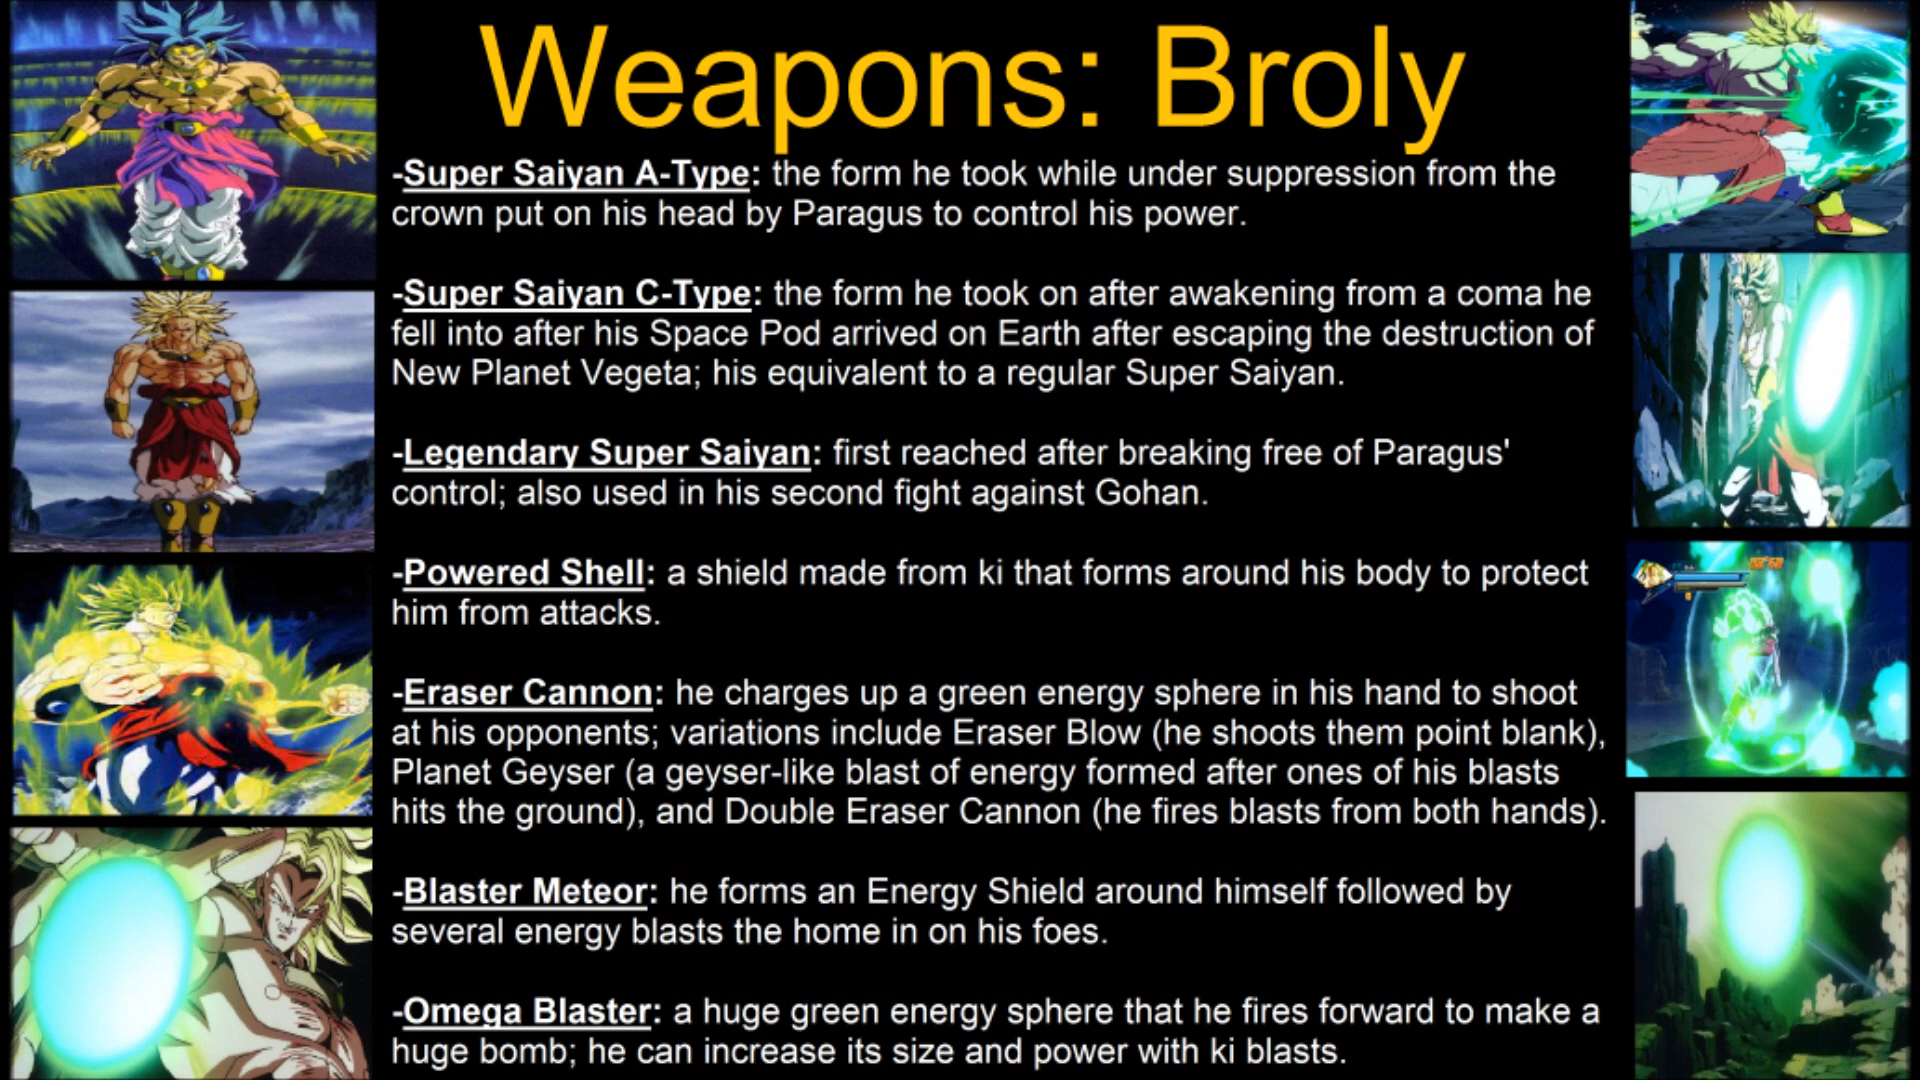 Weapons: Broly
-Super Saiyan A-Type: the form he took while under suppression from the
crown put on his head by Paragus to control his power.
-Super Saiyan C-Type: the form he took on after awakening from a coma he
fell into after his Space Pod arrived on Earth after escaping the destruction of
New Planet Vegeta; his equivalent to a regular Super Saiyan.
-Legendary Super Saiyan: first reached after breaking free of Paragus'
control; also used in his second fight against Gohan.
-Powered Shell: a shield made from ki that forms around his body to protect
him from attacks.
-Eraser Cannon: he charges up a green energy sphere in his hand to shoot
at his opponents; variations include Eraser Blow (he shoots them point blank),
Planet Geyser (a geyser-like blast of energy formed after ones of his blasts
hits the ground), and Double Eraser Cannon (he fires blasts from both hands).
-Blaster Meteor: he forms an Energy Shield around himself followed by
several energy blasts the home in on his foes.
-Omega Blaster: a huge green energy sphere that he fires forward to make a
huge bomb; he can increase its size and power with ki blasts.